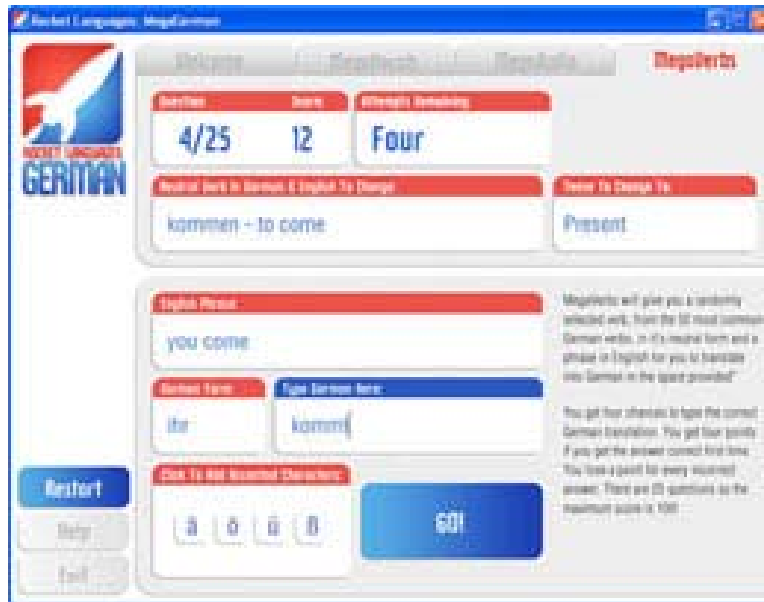 Rocket Languages: MegaGerman
Welcome MegaVocab MegaAudio MegaVerbs
Question Score Attempts Remaining
4/25 12 Four
Neutral Verb In German & English To Change Tense To Change To
kommen - to come Present
English Phrase
you come
German Form Type German Here
ihr kommt
Click To Add Accented Characters
ä ö ü ß
GO!
ROCKET LANGUAGES
GERMAN
Restart
Help
Exit
MegaVerbs will give you a randomly
selected verb, from the 50 most common
German verbs, in it's neutral form and a
phrase in English for you to translate
into German in the space provided"
You get four chances to type the correct
German translation. You get four points
if you get the answer correct first time.
You lose a point for every incorrect
answer. There are 25 questions so the
maximum score is 100!